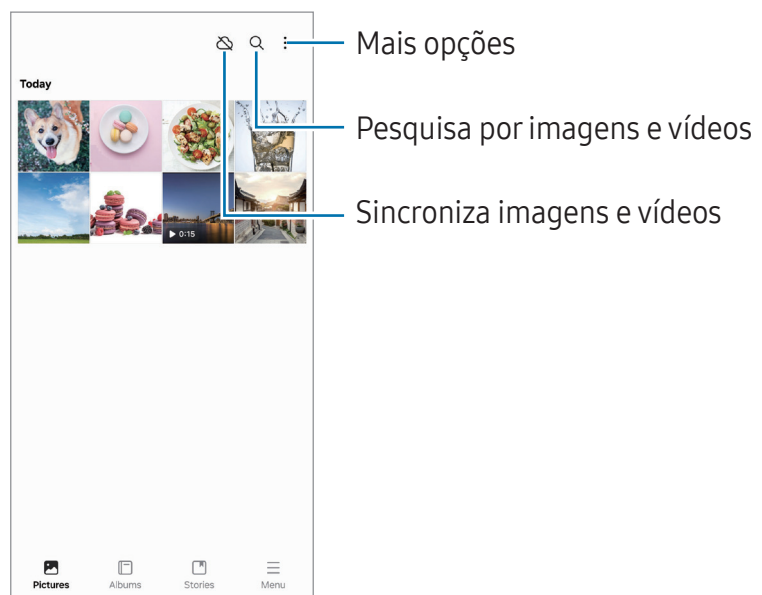 Mais opções
Today
Pesquisa por imagens e vídeos
Sincroniza imagens e vídeos
0:15
Pictures Albums Stories Menu